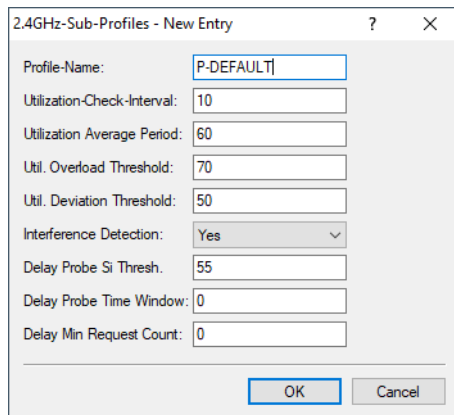 2.4GHz-Sub-Profiles - New Entry ? ×
Profile-Name: P-DEFAULT
Utilization-Check-Interval: 10
Utilization Average Period: 60
Util. Overload Threshold: 70
Util. Deviation Threshold: 50
Interference Detection: Yes
Delay Probe Si Thresh. 55
Delay Probe Time Window: 0
Delay Min Request Count: 0
OK Cancel